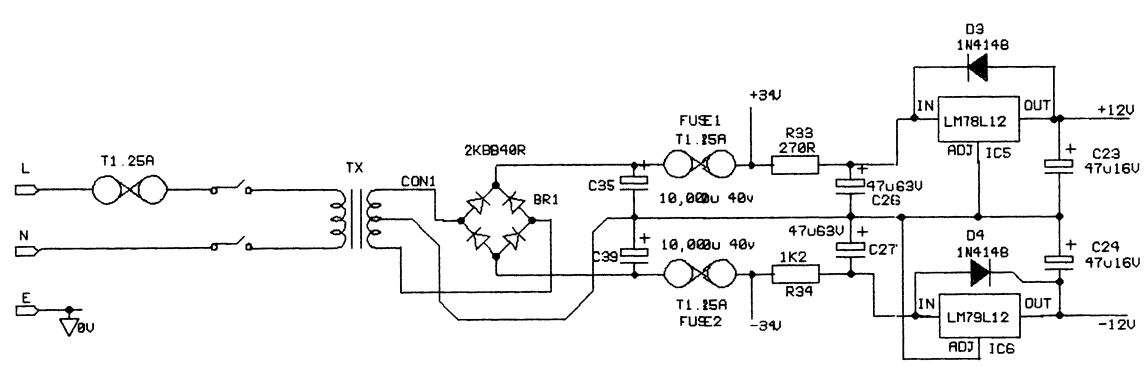 L
T1.25A
N
E
0V
TX
CON1
2KBB40R
BR1
C35
10,000u 40v
C39
10,000u 40v
FUSE1
T1.25A
T1.25A
FUSE2
+34V
-34V
R33
270R
1K2
R34
47u63V
C26
47u63V
C27
D3
1N4148
IN
LM78L12
OUT
ADJ
IC5
+12V
C23
47u16V
D4
1N4148
IN
LM79L12
OUT
ADJ
IC6
C24
47u16V
-12V